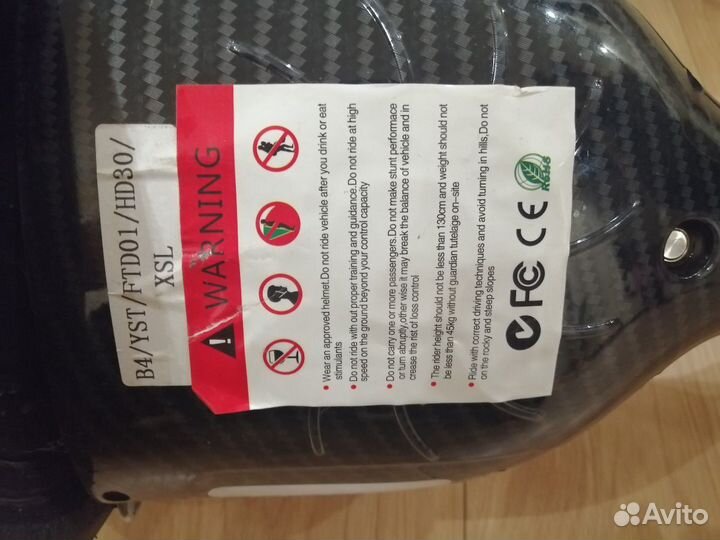 B4/YST/FTD01/HD30/
XSL
WARNING
• Wear an approved helmet.Do not ride vehicle after you drink or eat
stimulants
• Do not ride with out proper training and guidance.Do not ride at high
speed on the ground beyond your control capacity
• Do not carry one or more passengers.Do not make stunt performace
or turn abruptly,other wise it may break the balance of vehicle and in
crease the rist of loss control
• The rider height should not be less than 130cm and weight should not
be less than 45kg without guardian tutelage on-site
• Ride with correct driving techniques and avoid turning in hills,Do not
on the rocky and steep slopes
FC CE
RoHS
Avito